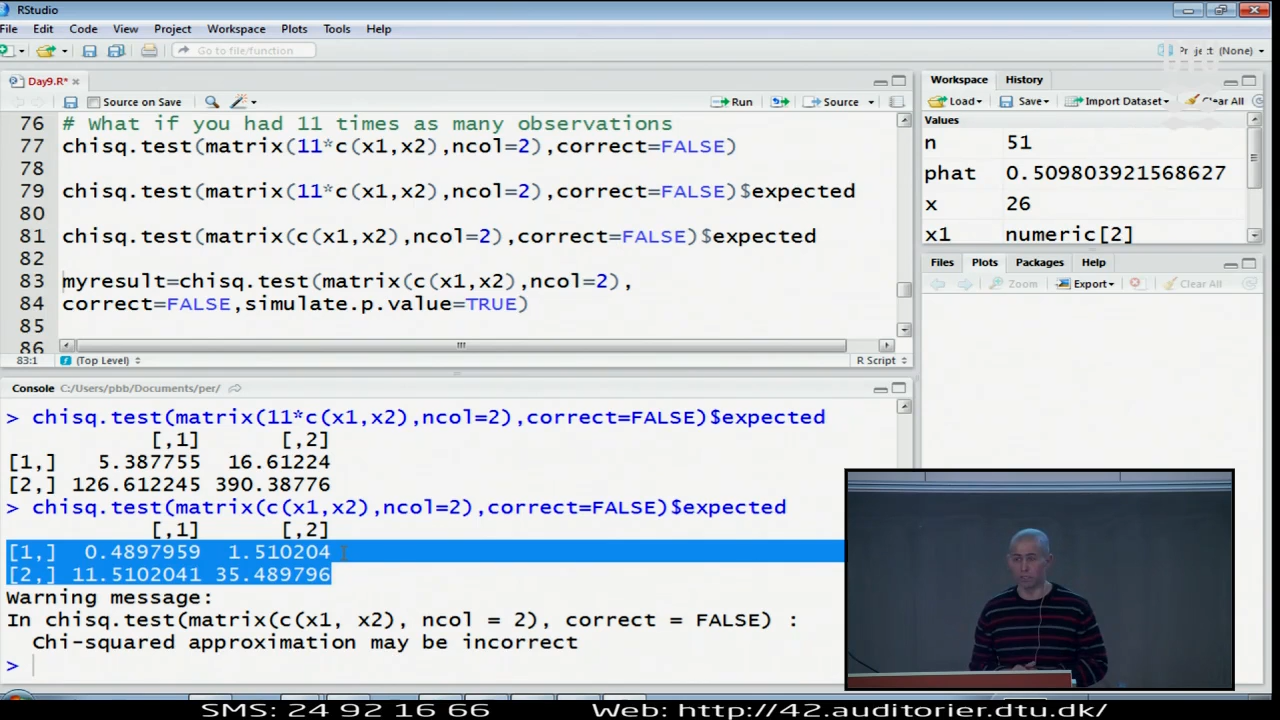 RStudio
File Edit Code View Project Workspace Plots Tools Help
Go to file/function
(None)
Day9.R*
Source on Save Run Source
76 # What if you had 11 times as many observations
77 chisq.test(matrix(11*c(x1,x2),ncol=2),correct=FALSE)
78
79 chisq.test(matrix(11*c(x1,x2),ncol=2),correct=FALSE)$expected
80
81 chisq.test(matrix(c(x1,x2),ncol=2),correct=FALSE)$expected
82
83 myresult=chisq.test(matrix(c(x1,x2),ncol=2),
84 correct=FALSE,simulate.p.value=TRUE)
85
86
83:1 (Top Level) R Script
Console C:/Users/pbb/Documents/per/
> chisq.test(matrix(11*c(x1,x2),ncol=2),correct=FALSE)$expected
[,1] [,2]
[1,] 5.387755 16.61224
[2,] 126.612245 390.38776
> chisq.test(matrix(c(x1,x2),ncol=2),correct=FALSE)$expected
[,1] [,2]
[1,] 0.4897959 1.510204
[2,] 11.5102041 35.489796
Warning message:
In chisq.test(matrix(c(x1, x2), ncol = 2), correct = FALSE) :
Chi-squared approximation may be incorrect
>
Workspace History
Load Save Import Dataset Clear All
Values
n 51
phat 0.509803921568627
x 26
x1 numeric[2]
Files Plots Packages Help
Zoom Export Clear All
SMS: 24 92 16 66 Web: http://42.auditorier.dtu.dk/